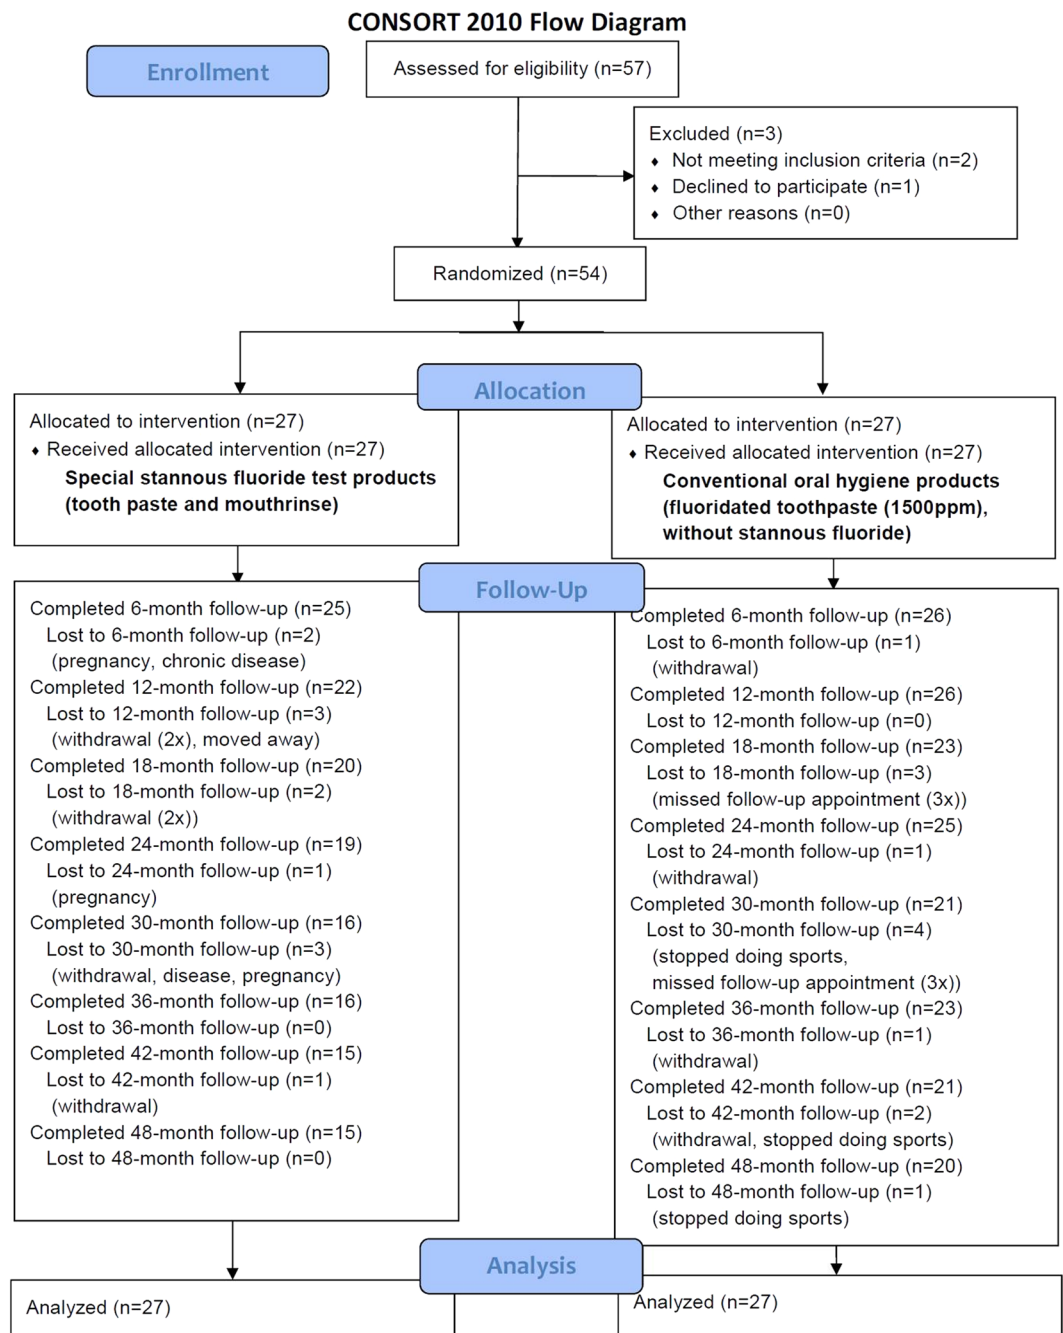 CONSORT 2010 Flow Diagram
Enrollment
Assessed for eligibility (n=57)
Excluded (n=3)
♦ Not meeting inclusion criteria (n=2)
♦ Declined to participate (n=1)
♦ Other reasons (n=0)
Randomized (n=54)
Allocation
Allocated to intervention (n=27)
♦ Received allocated intervention (n=27)
Special stannous fluoride test products
(tooth paste and mouthrinse)
Allocated to intervention (n=27)
♦ Received allocated intervention (n=27)
Conventional oral hygiene products
(fluoridated toothpaste (1500ppm),
without stannous fluoride)
Follow-Up
Completed 6-month follow-up (n=25)
Lost to 6-month follow-up (n=2)
(pregnancy, chronic disease)
Completed 12-month follow-up (n=22)
Lost to 12-month follow-up (n=3)
(withdrawal (2x), moved away)
Completed 18-month follow-up (n=20)
Lost to 18-month follow-up (n=2)
(withdrawal (2x))
Completed 24-month follow-up (n=19)
Lost to 24-month follow-up (n=1)
(pregnancy)
Completed 30-month follow-up (n=16)
Lost to 30-month follow-up (n=3)
(withdrawal, disease, pregnancy)
Completed 36-month follow-up (n=16)
Lost to 36-month follow-up (n=0)
Completed 42-month follow-up (n=15)
Lost to 42-month follow-up (n=1)
(withdrawal)
Completed 48-month follow-up (n=15)
Lost to 48-month follow-up (n=0)
Completed 6-month follow-up (n=26)
Lost to 6-month follow-up (n=1)
(withdrawal)
Completed 12-month follow-up (n=26)
Lost to 12-month follow-up (n=0)
Completed 18-month follow-up (n=23)
Lost to 18-month follow-up (n=3)
(missed follow-up appointment (3x))
Completed 24-month follow-up (n=25)
Lost to 24-month follow-up (n=1)
(withdrawal)
Completed 30-month follow-up (n=21)
Lost to 30-month follow-up (n=4)
(stopped doing sports,
missed follow-up appointment (3x))
Completed 36-month follow-up (n=23)
Lost to 36-month follow-up (n=1)
(withdrawal)
Completed 42-month follow-up (n=21)
Lost to 42-month follow-up (n=2)
(withdrawal, stopped doing sports)
Completed 48-month follow-up (n=20)
Lost to 48-month follow-up (n=1)
(stopped doing sports)
Analysis
Analyzed (n=27)
Analyzed (n=27)